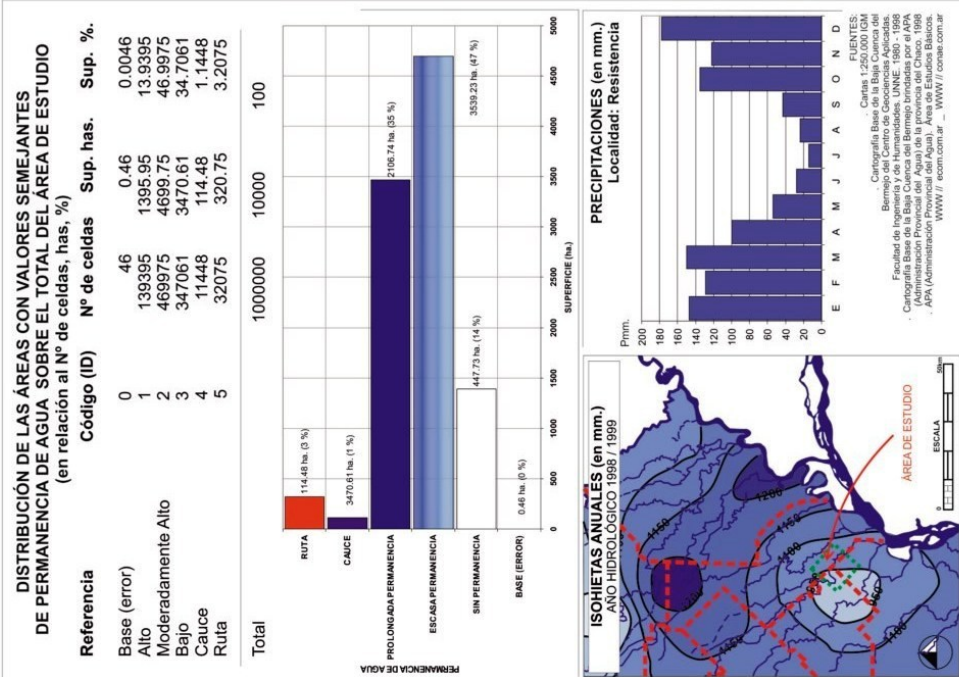 DISTRIBUCIÓN DE LAS ÁREAS CON VALORES SEMEJANTES
DE PERMANENCIA DE AGUA SOBRE EL TOTAL DEL ÁREA DE ESTUDIO
(en relación al Nº de celdas, has, %)
Referencia Código (ID) Nº de celdas Sup. has. Sup. %.
Base (error) 0 46 0.46 0.0046
Alto 1 139395 1395.95 13.9395
Moderadamente Alto 2 469975 4699.75 46.9975
Bajo 3 347061 3470.61 34.7061
Cauce 4 11448 114.48 1.1448
Ruta 5 32075 320.75 3.2075
Total 1000000 10000 100
PERMANENCIA DE AGUA
RUTA 114.48 ha. (3 %)
CAUCE 3470.61 ha. (1 %)
PROLONGADA PERMANENCIA 2106.74 ha. (35 %)
ESCASA PERMANENCIA
SIN PERMANENCIA 447.73 ha. (14 %) 3539.23 ha. (47 %)
BASE (ERROR) 0.46 ha. (0 %)
0 500 1000 1500 2000 2500 3000 3500 4000 4500 5000
SUPERFICIE (ha.)
ISOHIETAS ANUALES (en mm.)
AÑO HIDROLÓGICO 1998 / 1999
1150
1200
1150
1100
950
1100
1150
ÁREA DE ESTUDIO
ESCALA
0 50km
PRECIPITACIONES (en mm.)
Localidad: Resistencia
Pmm.
200
180
160
140
120
100
80
60
40
20
0
E F M A M J J A S O N D
FUENTES:
. Cartas 1:250.000 IGM
. Cartografía Base de la Baja Cuenca del
Bermejo del Centro de Geociencias Aplicadas.
Facultad de Ingeniería y de Humanidades. UNNE. 1980 - 1998
. Cartografía Base de la Baja Cuenca del Bermejo brindadas por el APA
(Administración Provincial del Agua) de la provincia del Chaco. 1998
. APA (Administración Provincial del Agua). Área de Estudios Básicos.
WWW // ecom.com.ar _ WWW // conae.com.ar